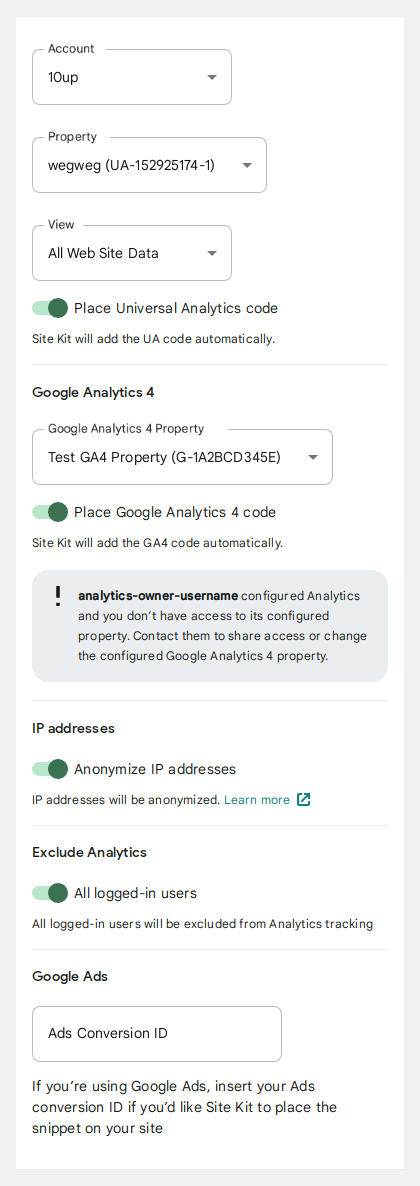 Account
10up
Property
wegweg (UA-152925174-1)
View
All Web Site Data
Place Universal Analytics code
Site Kit will add the UA code automatically.
Google Analytics 4
Google Analytics 4 Property
Test GA4 Property (G-1A2BCD345E)
Place Google Analytics 4 code
Site Kit will add the GA4 code automatically.
analytics-owner-username configured Analytics
and you don’t have access to its configured
property. Contact them to share access or change
the configured Google Analytics 4 property.
IP addresses
Anonymize IP addresses
IP addresses will be anonymized. Learn more
Exclude Analytics
All logged-in users
All logged-in users will be excluded from Analytics tracking
Google Ads
Ads Conversion ID
If you’re using Google Ads, insert your Ads
conversion ID if you’d like Site Kit to place the
snippet on your site